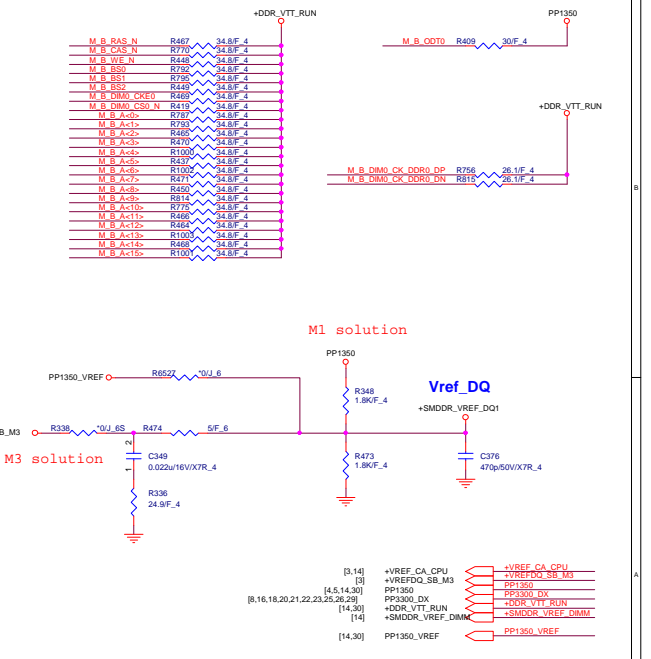 +DDR_VTT_RUN
PP1350
M_B_RAS_N R467 34.8/F_4
M_B_CAS_N R770 34.8/F_4
M_B_WE_N R448 34.8/F_4
M_B_BS0 R792 34.8/F_4
M_B_BS1 R795 34.8/F_4
M_B_BS2 R449 34.8/F_4
M_B_DIM0_CKE0 R469 34.8/F_4
M_B_DIM0_CS0_N R419 34.8/F_4
M_B_A<0> R787 34.8/F_4
M_B_A<1> R793 34.8/F_4
M_B_A<2> R465 34.8/F_4
M_B_A<3> R470 34.8/F_4
M_B_A<4> R1000 34.8/F_4
M_B_A<5> R437 34.8/F_4
M_B_A<6> R1002 34.8/F_4
M_B_A<7> R471 34.8/F_4
M_B_A<8> R450 34.8/F_4
M_B_A<9> R814 34.8/F_4
M_B_A<10> R775 34.8/F_4
M_B_A<11> R466 34.8/F_4
M_B_A<12> R464 34.8/F_4
M_B_A<13> R1003 34.8/F_4
M_B_A<14> R468 34.8/F_4
M_B_A<15> R1001 34.8/F_4
M_B_ODT0 R409 30/F_4
+DDR_VTT_RUN
M_B_DIM0_CK_DDR0_DP R756 26.1/F_4
M_B_DIM0_CK_DDR0_DN R815 26.1/F_4
B
M1 solution
PP1350
PP1350_VREF R6527 *0/J_6
R348
1.8K/F_4
Vref_DQ
+SMDDR_VREF_DQ1
B_M3 R338 *0/J_6S R474 5/F_6
M3 solution
2
1
C349
0.022u/16V/X7R_4
R336
24.9/F_4
R473
1.8K/F_4
C376
470p/50V/X7R_4
[3,14] +VREF_CA_CPU +VREF_CA_CPU
[3] +VREFDQ_SB_M3 +VREFDQ_SB_M3
[4,5,14,30] PP1350 PP1350
[8,16,18,20,21,22,23,25,26,29] PP3300_DX PP3300_DX
[14,30] +DDR_VTT_RUN +DDR_VTT_RUN
[14] +SMDDR_VREF_DIMM +SMDDR_VREF_DIMM
[14,30] PP1350_VREF PP1350_VREF
A